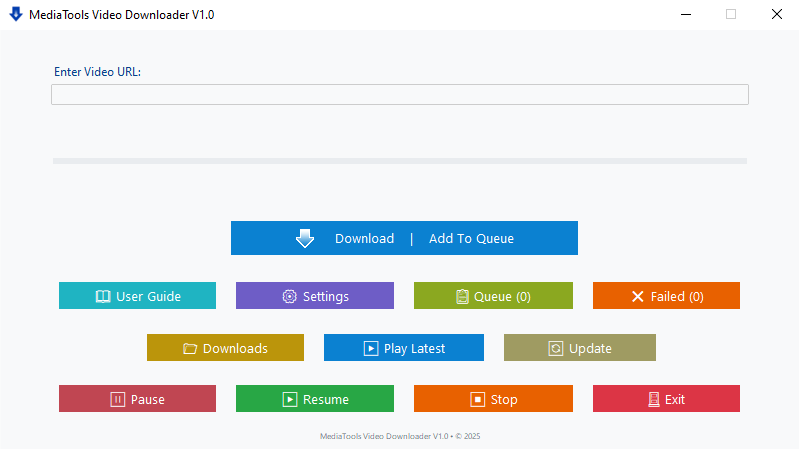 MediaTools Video Downloader V1.0
Enter Video URL:
Download | Add To Queue
User Guide Settings Queue (0) Failed (0)
Downloads Play Latest Update
Pause Resume Stop Exit
MediaTools Video Downloader V1.0 • © 2025